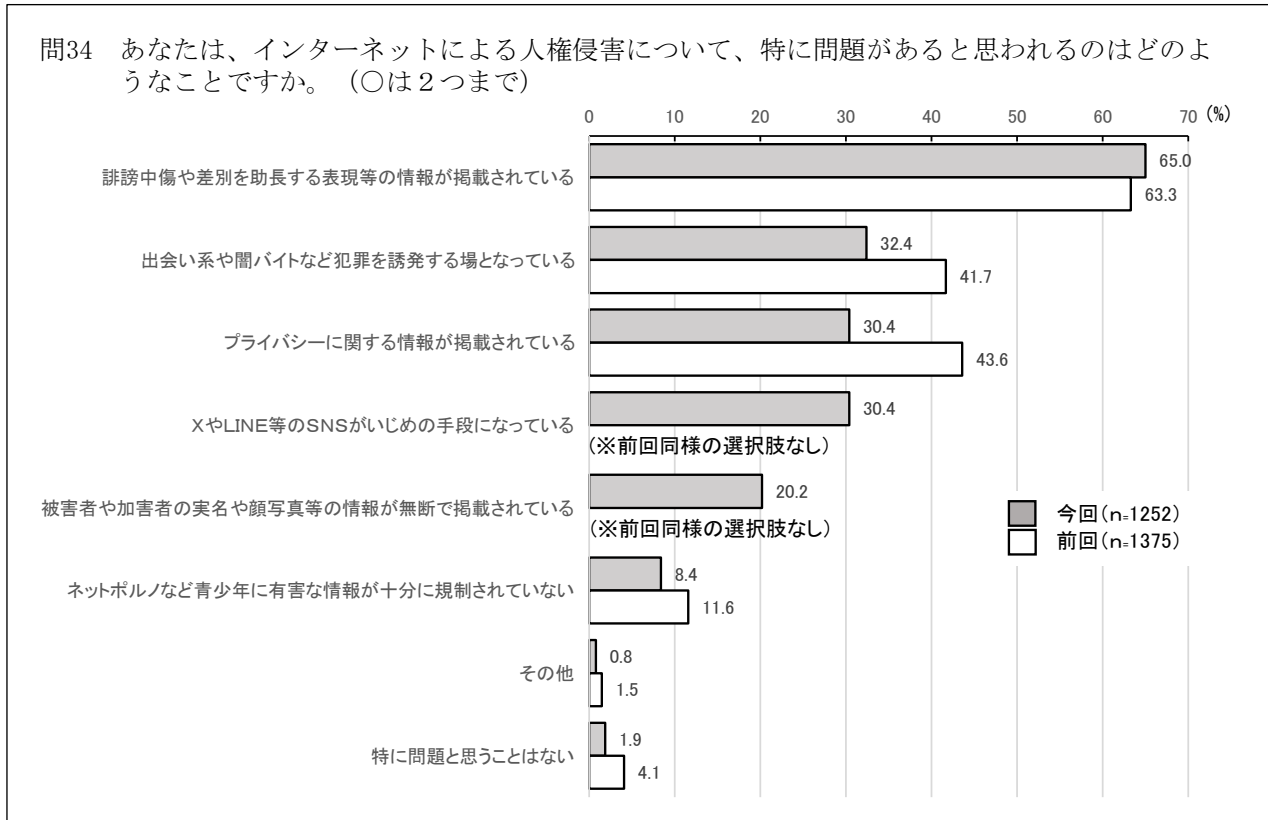 問34 あなたは、インターネットによる人権侵害について、特に問題があると思われるのはどのよ
うなことですか。（○は２つまで）
0 10 20 30 40 50 60 70 (%)
誹謗中傷や差別を助長する表現等の情報が掲載されている
65.0
63.3
出会い系や闇バイトなど犯罪を誘発する場となっている
32.4
41.7
プライバシーに関する情報が掲載されている
30.4
43.6
XやLINE等のSNSがいじめの手段になっている
30.4
(※前回同様の選択肢なし)
被害者や加害者の実名や顔写真等の情報が無断で掲載されている
20.2
(※前回同様の選択肢なし)
ネットポルノなど青少年に有害な情報が十分に規制されていない
8.4
11.6
その他
0.8
1.5
特に問題と思うことはない
1.9
4.1
今回(n=1252)
前回(n=1375)